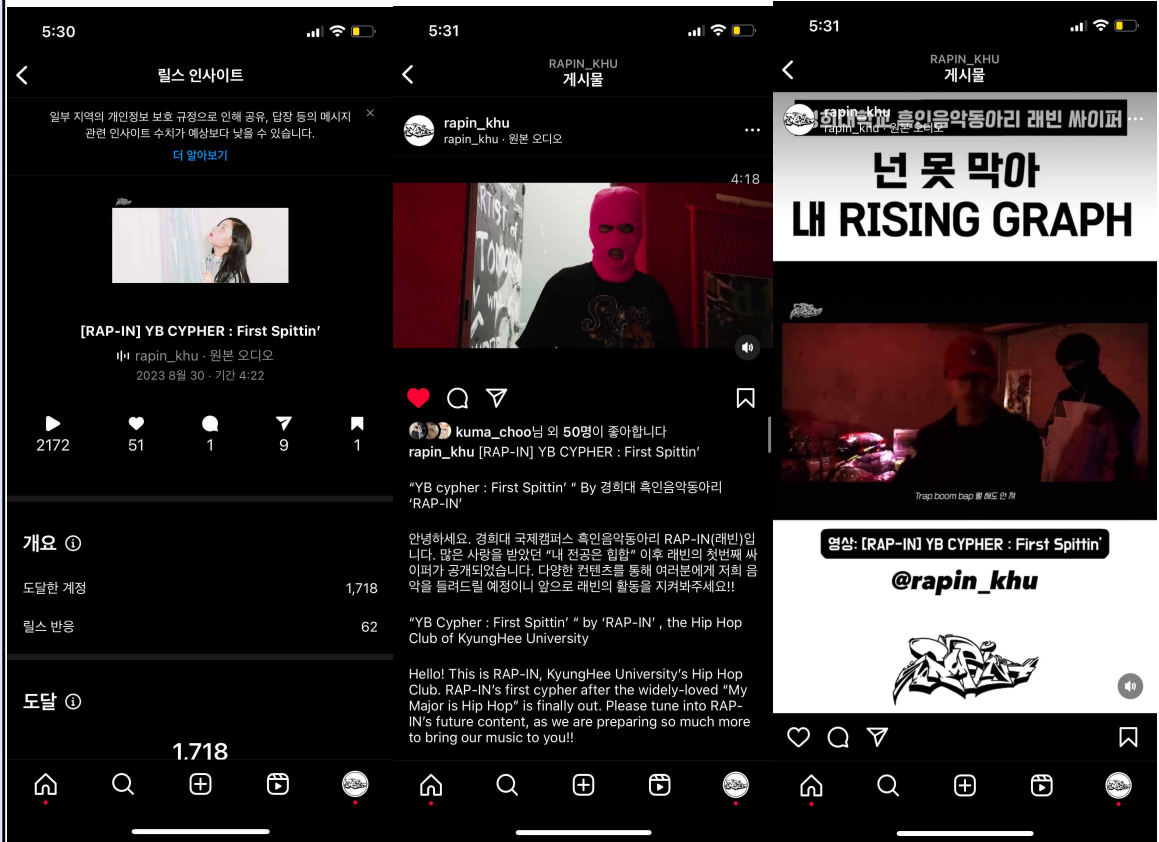 5:30
릴스 인사이트
일부 지역의 개인정보 보호 규정으로 인해 공유, 답장 등의 메시지
관련 인사이트 수치가 예상보다 낮을 수 있습니다.
더 알아보기
[RAP-IN] YB CYPHER : First Spittin’
rapin_khu · 원본 오디오
2023 8월 30 · 기간 4:22
2172 51 1 9 1
개요
도달한 계정 1,718
릴스 반응 62
도달
1,718
5:31
RAPIN_KHU
게시물
rapin_khu
rapin_khu · 원본 오디오
4:18
kuma_choo님 외 50명이 좋아합니다
rapin_khu [RAP-IN] YB CYPHER : First Spittin’
“YB cypher : First Spittin’ “ By 경희대 흑인음악동아리
‘RAP-IN’
안녕하세요. 경희대 국제캠퍼스 흑인음악동아리 RAP-IN(래빈)입
니다. 많은 사랑을 받았던 “내 전공은 힙합” 이후 래빈의 첫번째 싸
이퍼가 공개되었습니다. 다양한 컨텐츠를 통해 여러분에게 저희 음
악을 들려드릴 예정이니 앞으로 래빈의 활동을 지켜봐주세요!!
“YB Cypher : First Spittin’ “ by ‘RAP-IN’ , the Hip Hop
Club of KyungHee University
Hello! This is RAP-IN, KyungHee University’s Hip Hop
Club. RAP-IN’s first cypher after the widely-loved “My
Major is Hip Hop” is finally out. Please tune into RAP-
IN’s future content, as we are preparing so much more
to bring our music to you!!
5:31
RAPIN_KHU
게시물
rapin_khu
rapin_khu · 원본 오디오
경희대학교 흑인음악동아리 래빈 싸이퍼
넌 못 막아
내 RISING GRAPH
Trap boom bap 뭘 해도 안 져
영상: [RAP-IN] YB CYPHER : First Spittin’
@rapin_khu